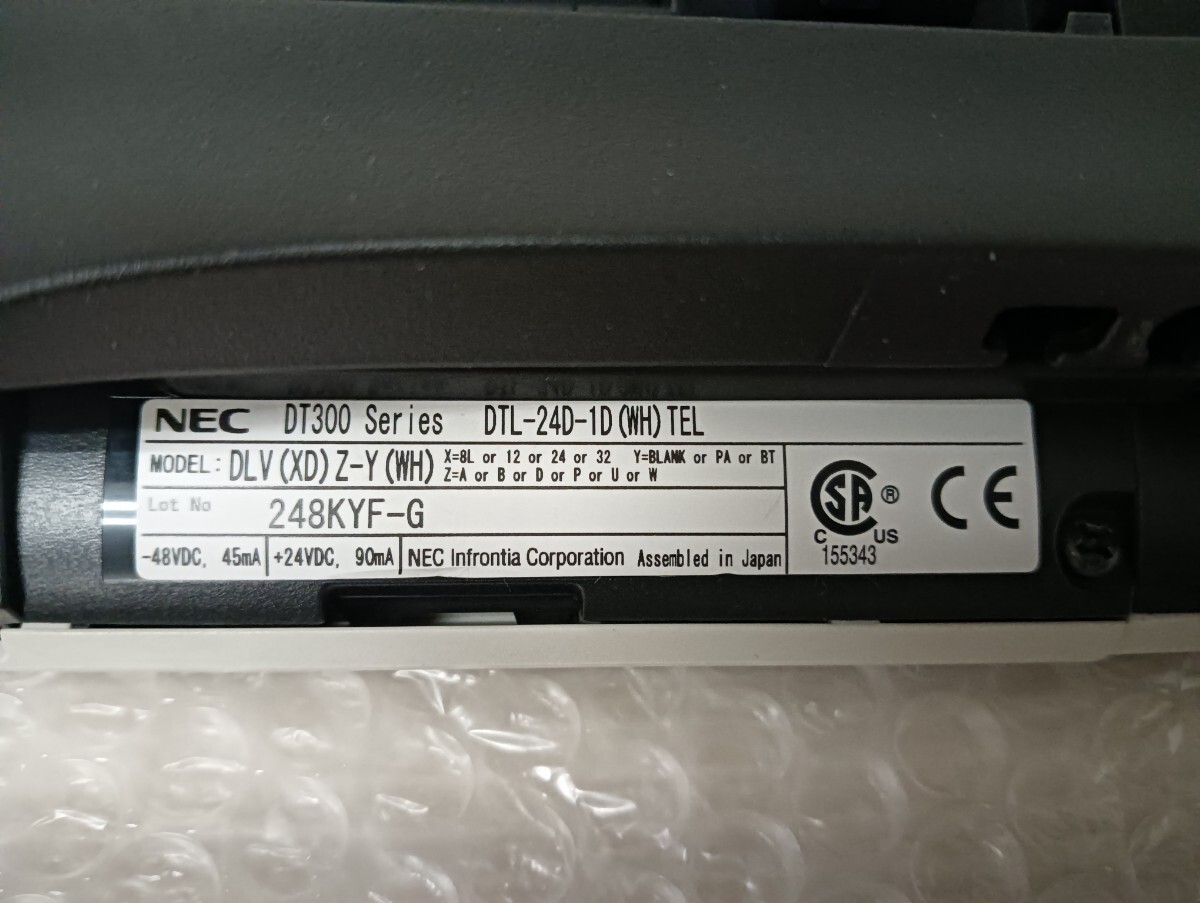 NEC DT300 Series DTL-24D-1D(WH)TEL
MODEL: DLV(XD)Z-Y(WH) X=8L or 12 or 24 or 32 Y=BLANK or PA or BT
Z=A or B or D or P or U or W
Lot No 248KYF-G
-48VDC, 45mA +24VDC, 90mA NEC Infrontia Corporation Assembled in Japan
CSA ® CE
C US
155343